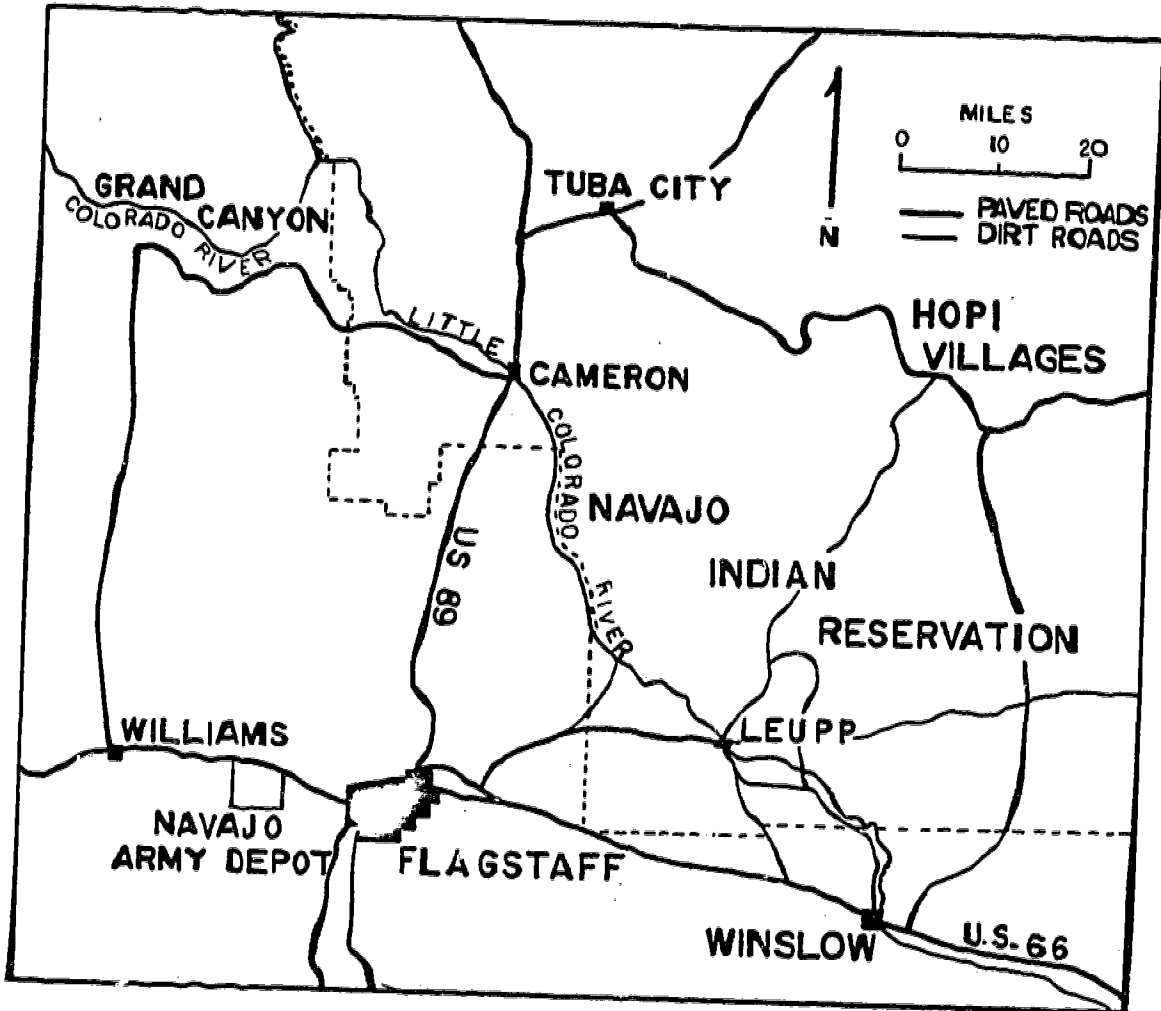 MILES
0 10 20
PAVED ROADS
DIRT ROADS
N
GRAND
CANYON
COLORADO RIVER
TUBA CITY
HOPI
VILLAGES
LITTLE
COLORADO
RIVER
CAMERON
NAVAJO
INDIAN
RESERVATION
US 89
WILLIAMS
LEUPP
NAVAJO
ARMY DEPOT
FLAGSTAFF
WINSLOW
U.S. 66